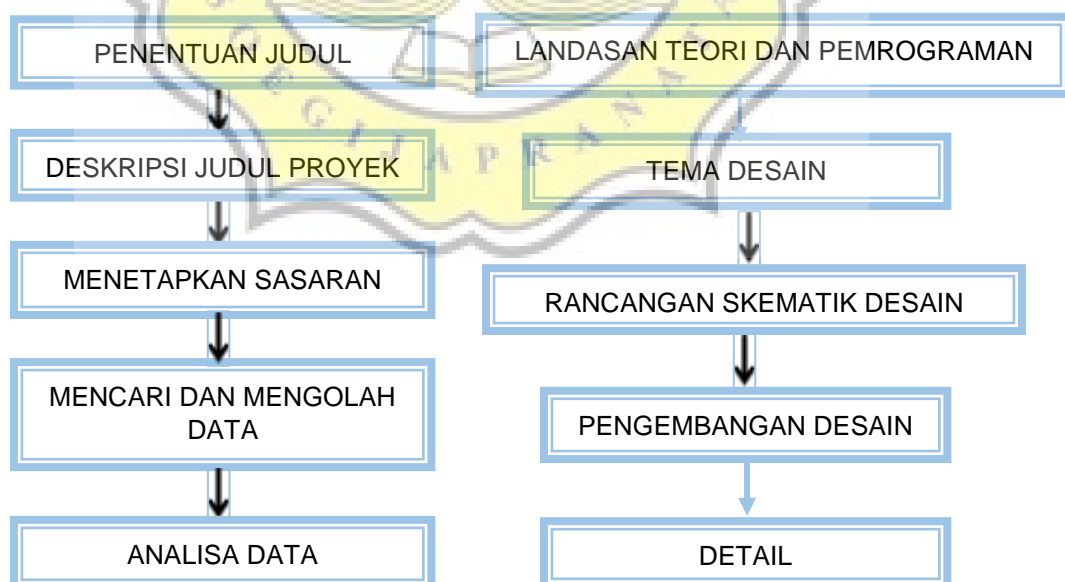 PENENTUAN JUDUL
DESKRIPSI JUDUL PROYEK
MENETAPKAN SASARAN
MENCARI DAN MENGOLAH
DATA
ANALISA DATA
LANDASAN TEORI DAN PEMROGRAMAN
TEMA DESAIN
RANCANGAN SKEMATIK DESAIN
PENGEMBANGAN DESAIN
DETAIL
OEGIJAPRANAT